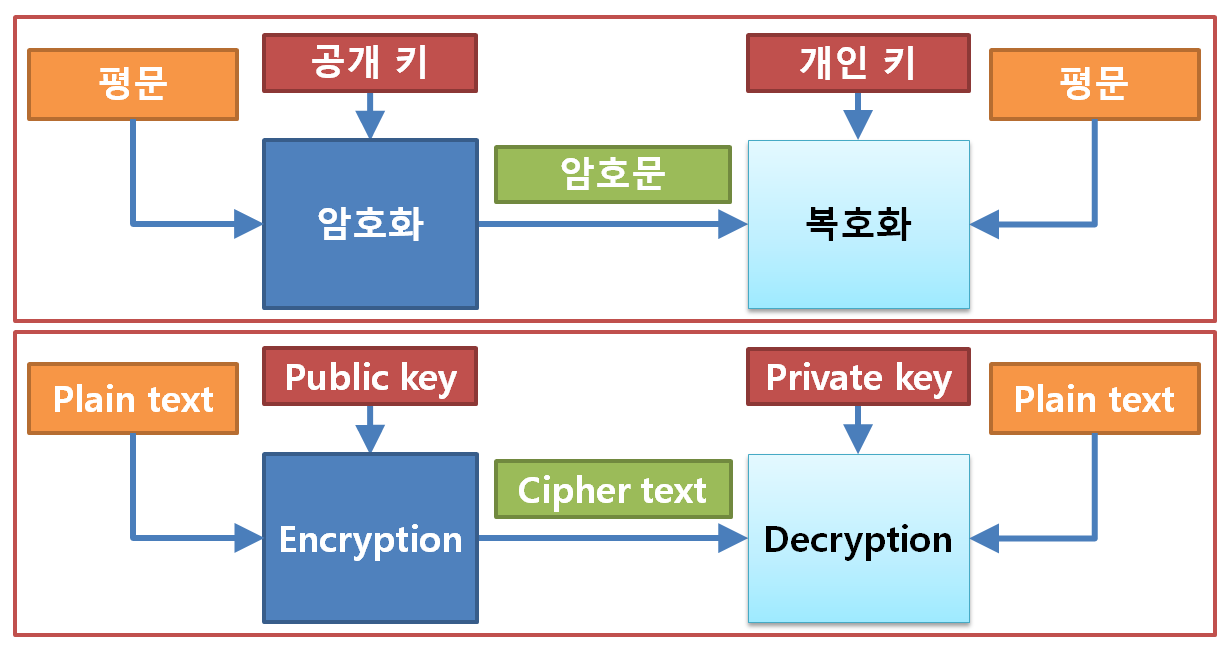 공개 키
개인 키
평문
평문
암호문
암호화
복호화
Public key
Private key
Plain text
Plain text
Cipher text
Encryption
Decryption